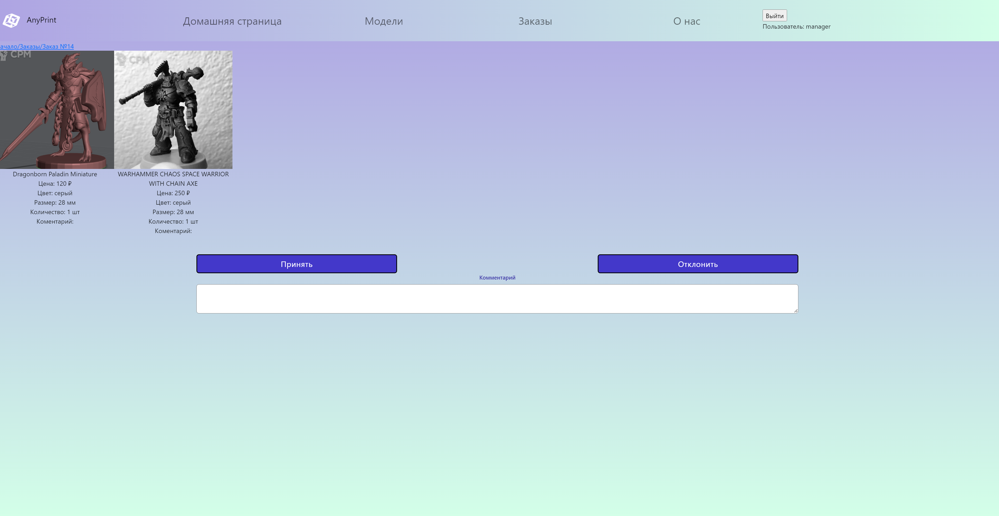 AnyPrint
Домашняя страница
Модели
Заказы
О нас
Выйти
Пользователь: manager
ачало/Заказы/Заказ №14
CPM
CPM
Dragonborn Paladin Miniature
Цена: 120 ₽
Цвет: серый
Размер: 28 мм
Количество: 1 шт
Коментарий:
WARHAMMER CHAOS SPACE WARRIOR
WITH CHAIN AXE
Цена: 250 ₽
Цвет: серый
Размер: 28 мм
Количество: 1 шт
Коментарий:
Принять
Отклонить
Комментарий